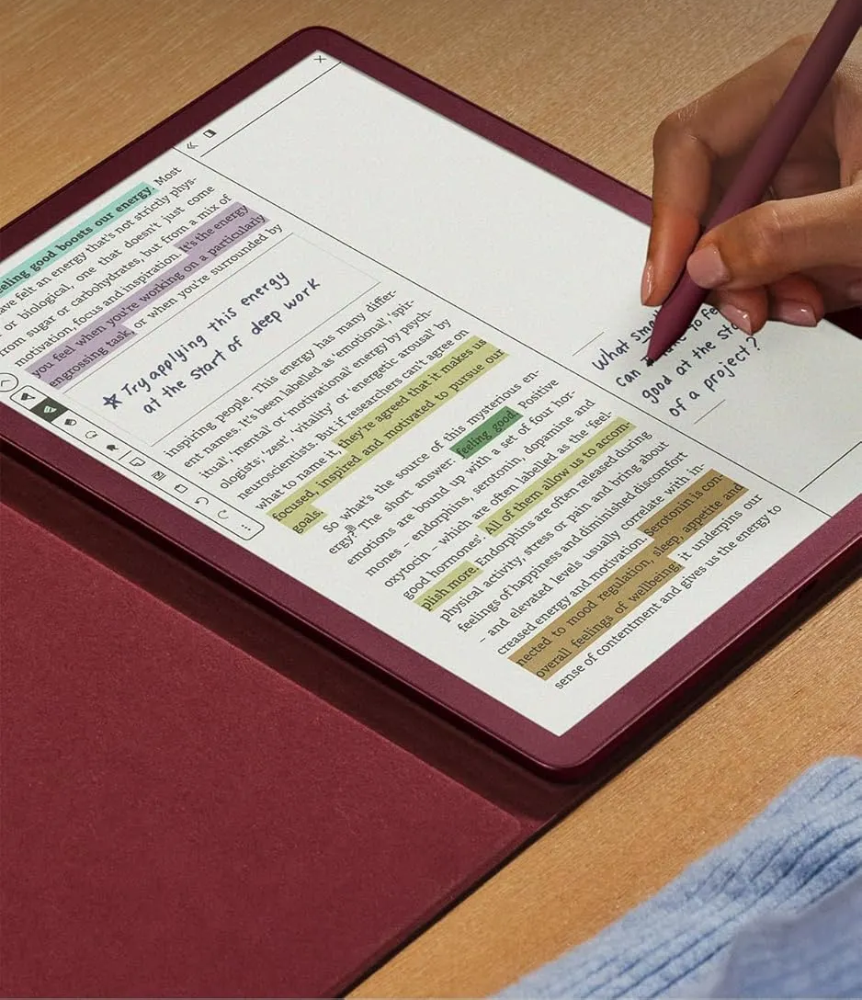 eling good boosts our energy. Most
ave felt an energy that's not strictly phys-
or biological, one that doesn't just come
rom sugar or carbohydrates, but from a mix of
motivation, focus and inspiration. It's the energy
you feel when you're working on a particularly
engrossing task, or when you're surrounded by
★ Try applying this energy
at the start of deep work
inspiring people. This energy has many differ-
ent names. It's been labelled as 'emotional', 'spir-
itual', 'mental' or 'motivational' energy by psych-
ologists; 'zest', 'vitality' or 'energetic arousal' by
neuroscientists. But if researchers can't agree on
what to name it, they're agreed that it makes us
focused, inspired and motivated to pursue our
goals.
So what's the source of this mysterious en-
ergy? The short answer: feeling good. Positive
emotions are bound up with a set of four hor-
mones – endorphins, serotonin, dopamine and
oxytocin – which are often labelled as the 'feel-
good hormones'. All of them allow us to accom-
plish more. Endorphins are often released during
physical activity, stress or pain and bring about
feelings of happiness and diminished discomfort
– and elevated levels usually correlate with in-
creased energy and motivation. Serotonin is con-
nected to mood regulation, sleep, appetite and
overall feelings of wellbeing; it underpins our
sense of contentment and gives us the energy to
What
can to
good at the
of a project?